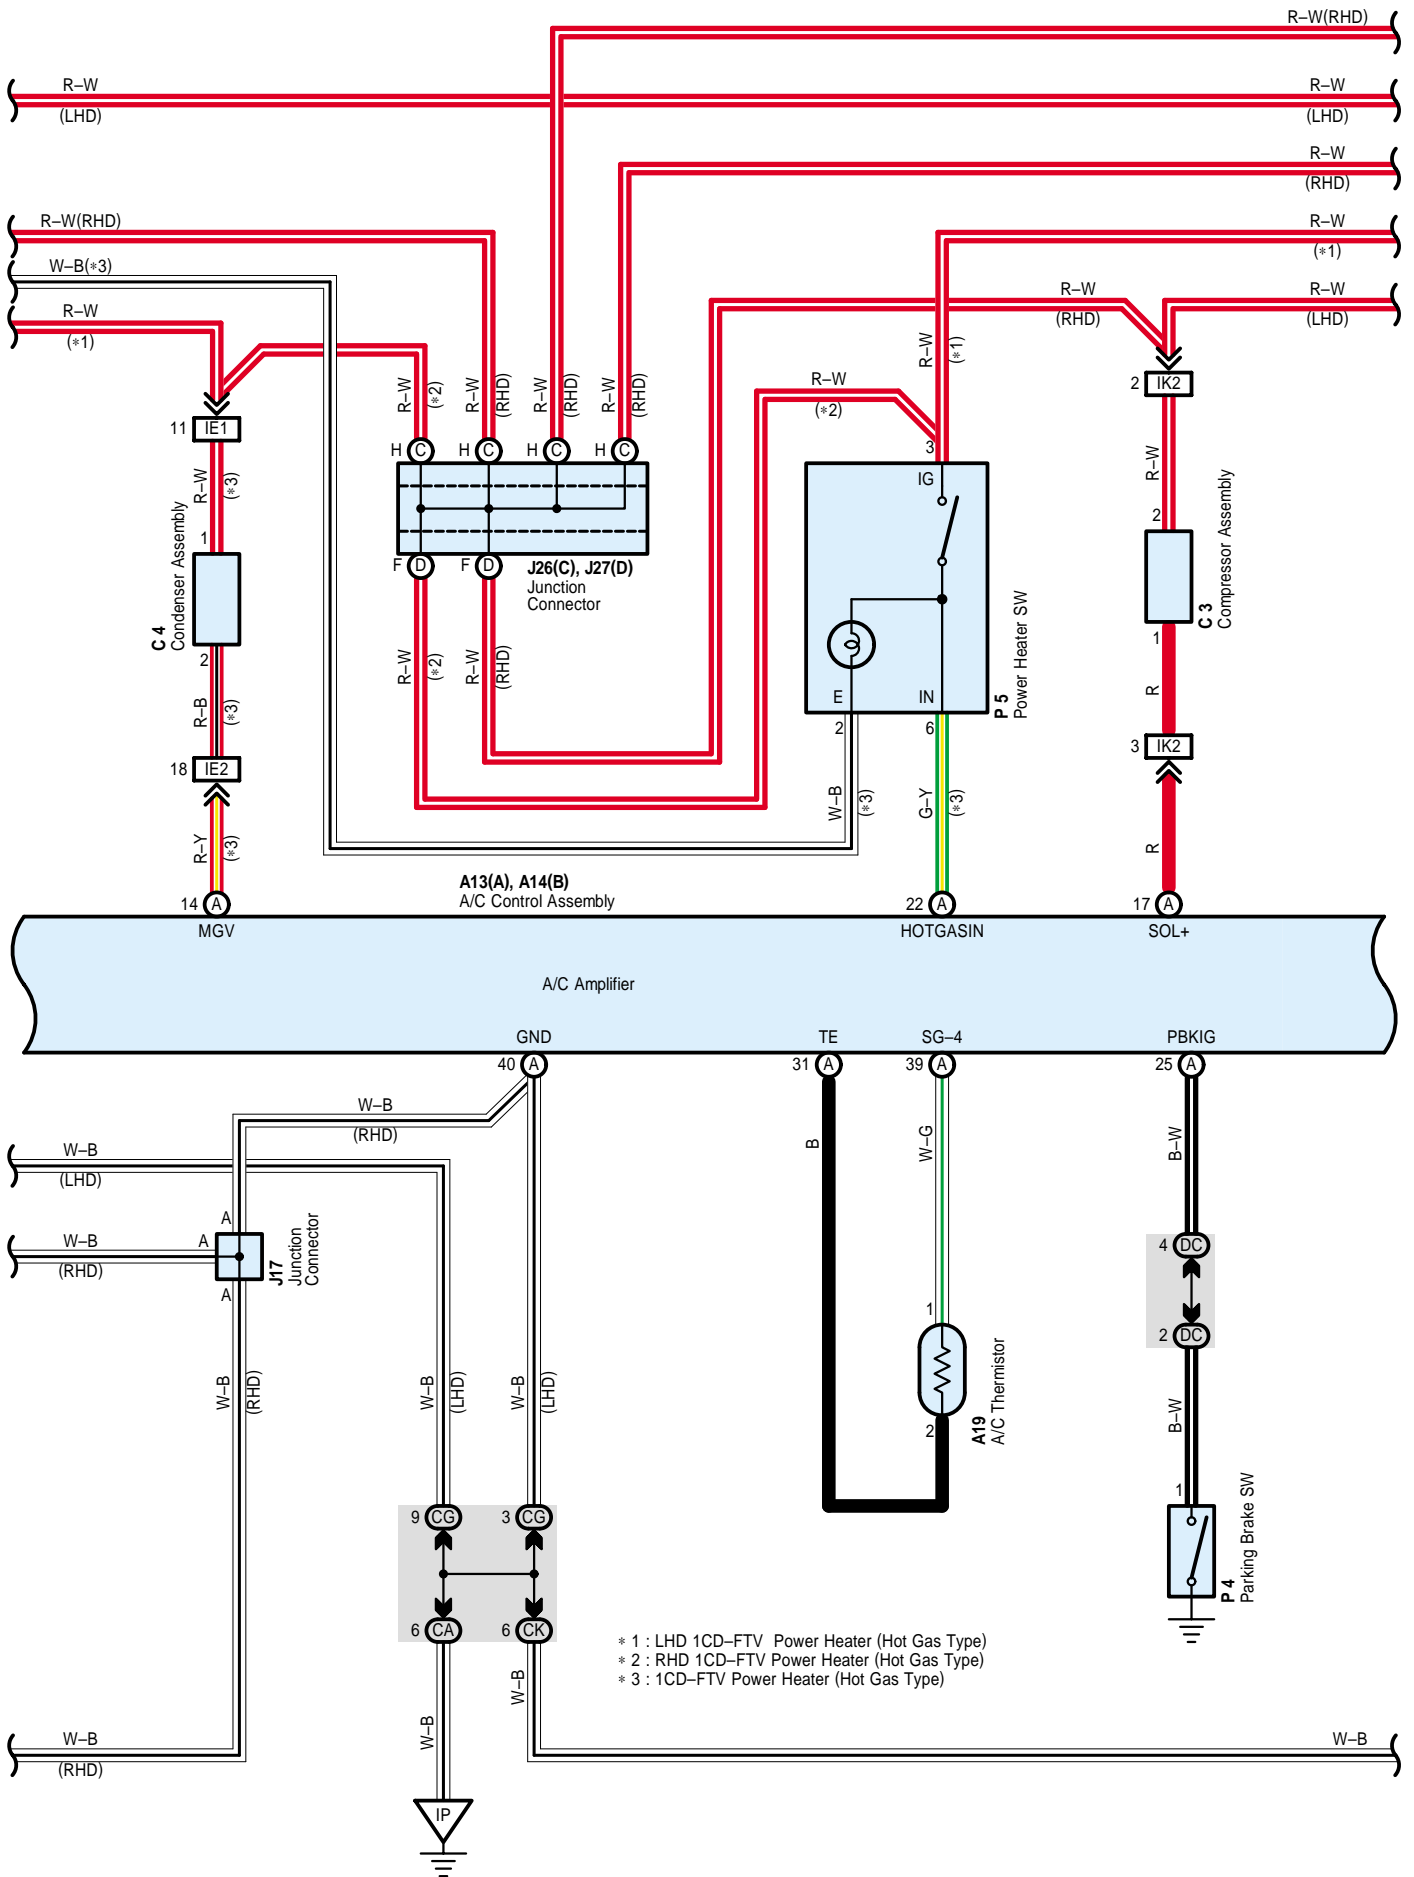 R–W(RHD)
R–W
(LHD)
R–W
(LHD)
R–W
(RHD)
R–W(RHD)
R–W
(∗1)
W–B(∗3)
R–W
(∗1)
R–W
(RHD)
R–W
(LHD)
R–W
(∗1)
R–W
(∗2)
R–W
(∗2)
R–W
(RHD)
R–W
(RHD)
R–W
(RHD)
2 IK2
11 IE1
H C
H C
H C
H C
3
IG
R–W
(∗3)
R–W
1
2
C 4
Condenser Assembly
F D
F D
J26(C), J27(D)
Junction
Connector
C 3
Compressor Assembly
P 5
Power Heater SW
2
1
R–W
(∗2)
R–W
(RHD)
E
IN
2
6
R–B
(∗3)
R
18 IE2
3 IK2
R–Y
(∗3)
W–B
(∗3)
G–Y
(∗3)
R
A13(A), A14(B)
A/C Control Assembly
14 A
22 A
17 A
MGV
HOTGASIN
SOL+
A/C Amplifier
GND
TE
SG–4
PBKIG
40 A
31 A
39 A
25 A
W–B
(RHD)
B
W–G
B–W
W–B
(LHD)
A
W–B
A
(RHD)
A
J17
Junction
Connector
4 DC
1
2 DC
W–B
(RHD)
W–B
(LHD)
W–B
(LHD)
A19
A/C Thermistor
2
B–W
1
P 4
Parking Brake SW
9 CG
3 CG
6 CA
6 CK
∗ 1 : LHD 1CD–FTV Power Heater (Hot Gas Type)
∗ 2 : RHD 1CD–FTV Power Heater (Hot Gas Type)
∗ 3 : 1CD–FTV Power Heater (Hot Gas Type)
W–B
W–B
W–B
(RHD)
W–B
IP